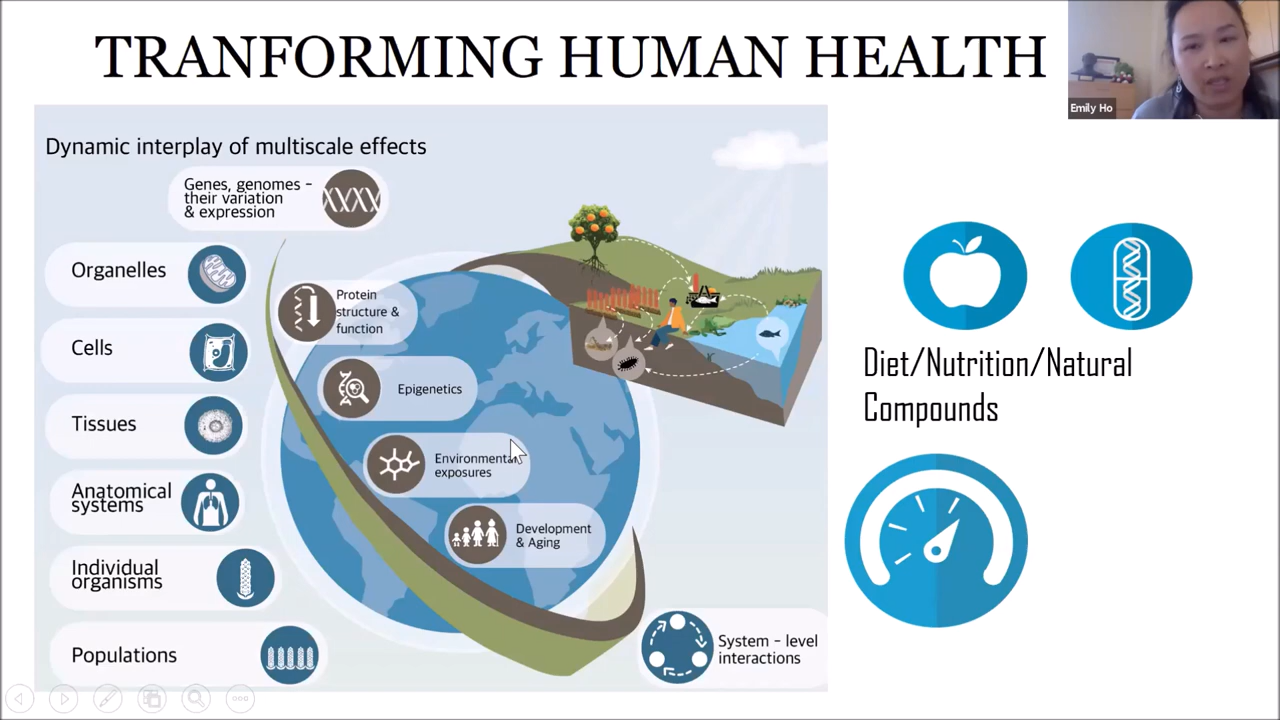 TRANFORMING HUMAN HEALTH
Emily Ho
Dynamic interplay of multiscale effects
Genes, genomes -
their variation
& expression
Organelles
Cells
Tissues
Anatomical
systems
Individual
organisms
Populations
Protein
structure &
function
Epigenetics
Environmental
exposures
Development
& Aging
System - level
interactions
Diet/Nutrition/Natural
Compounds